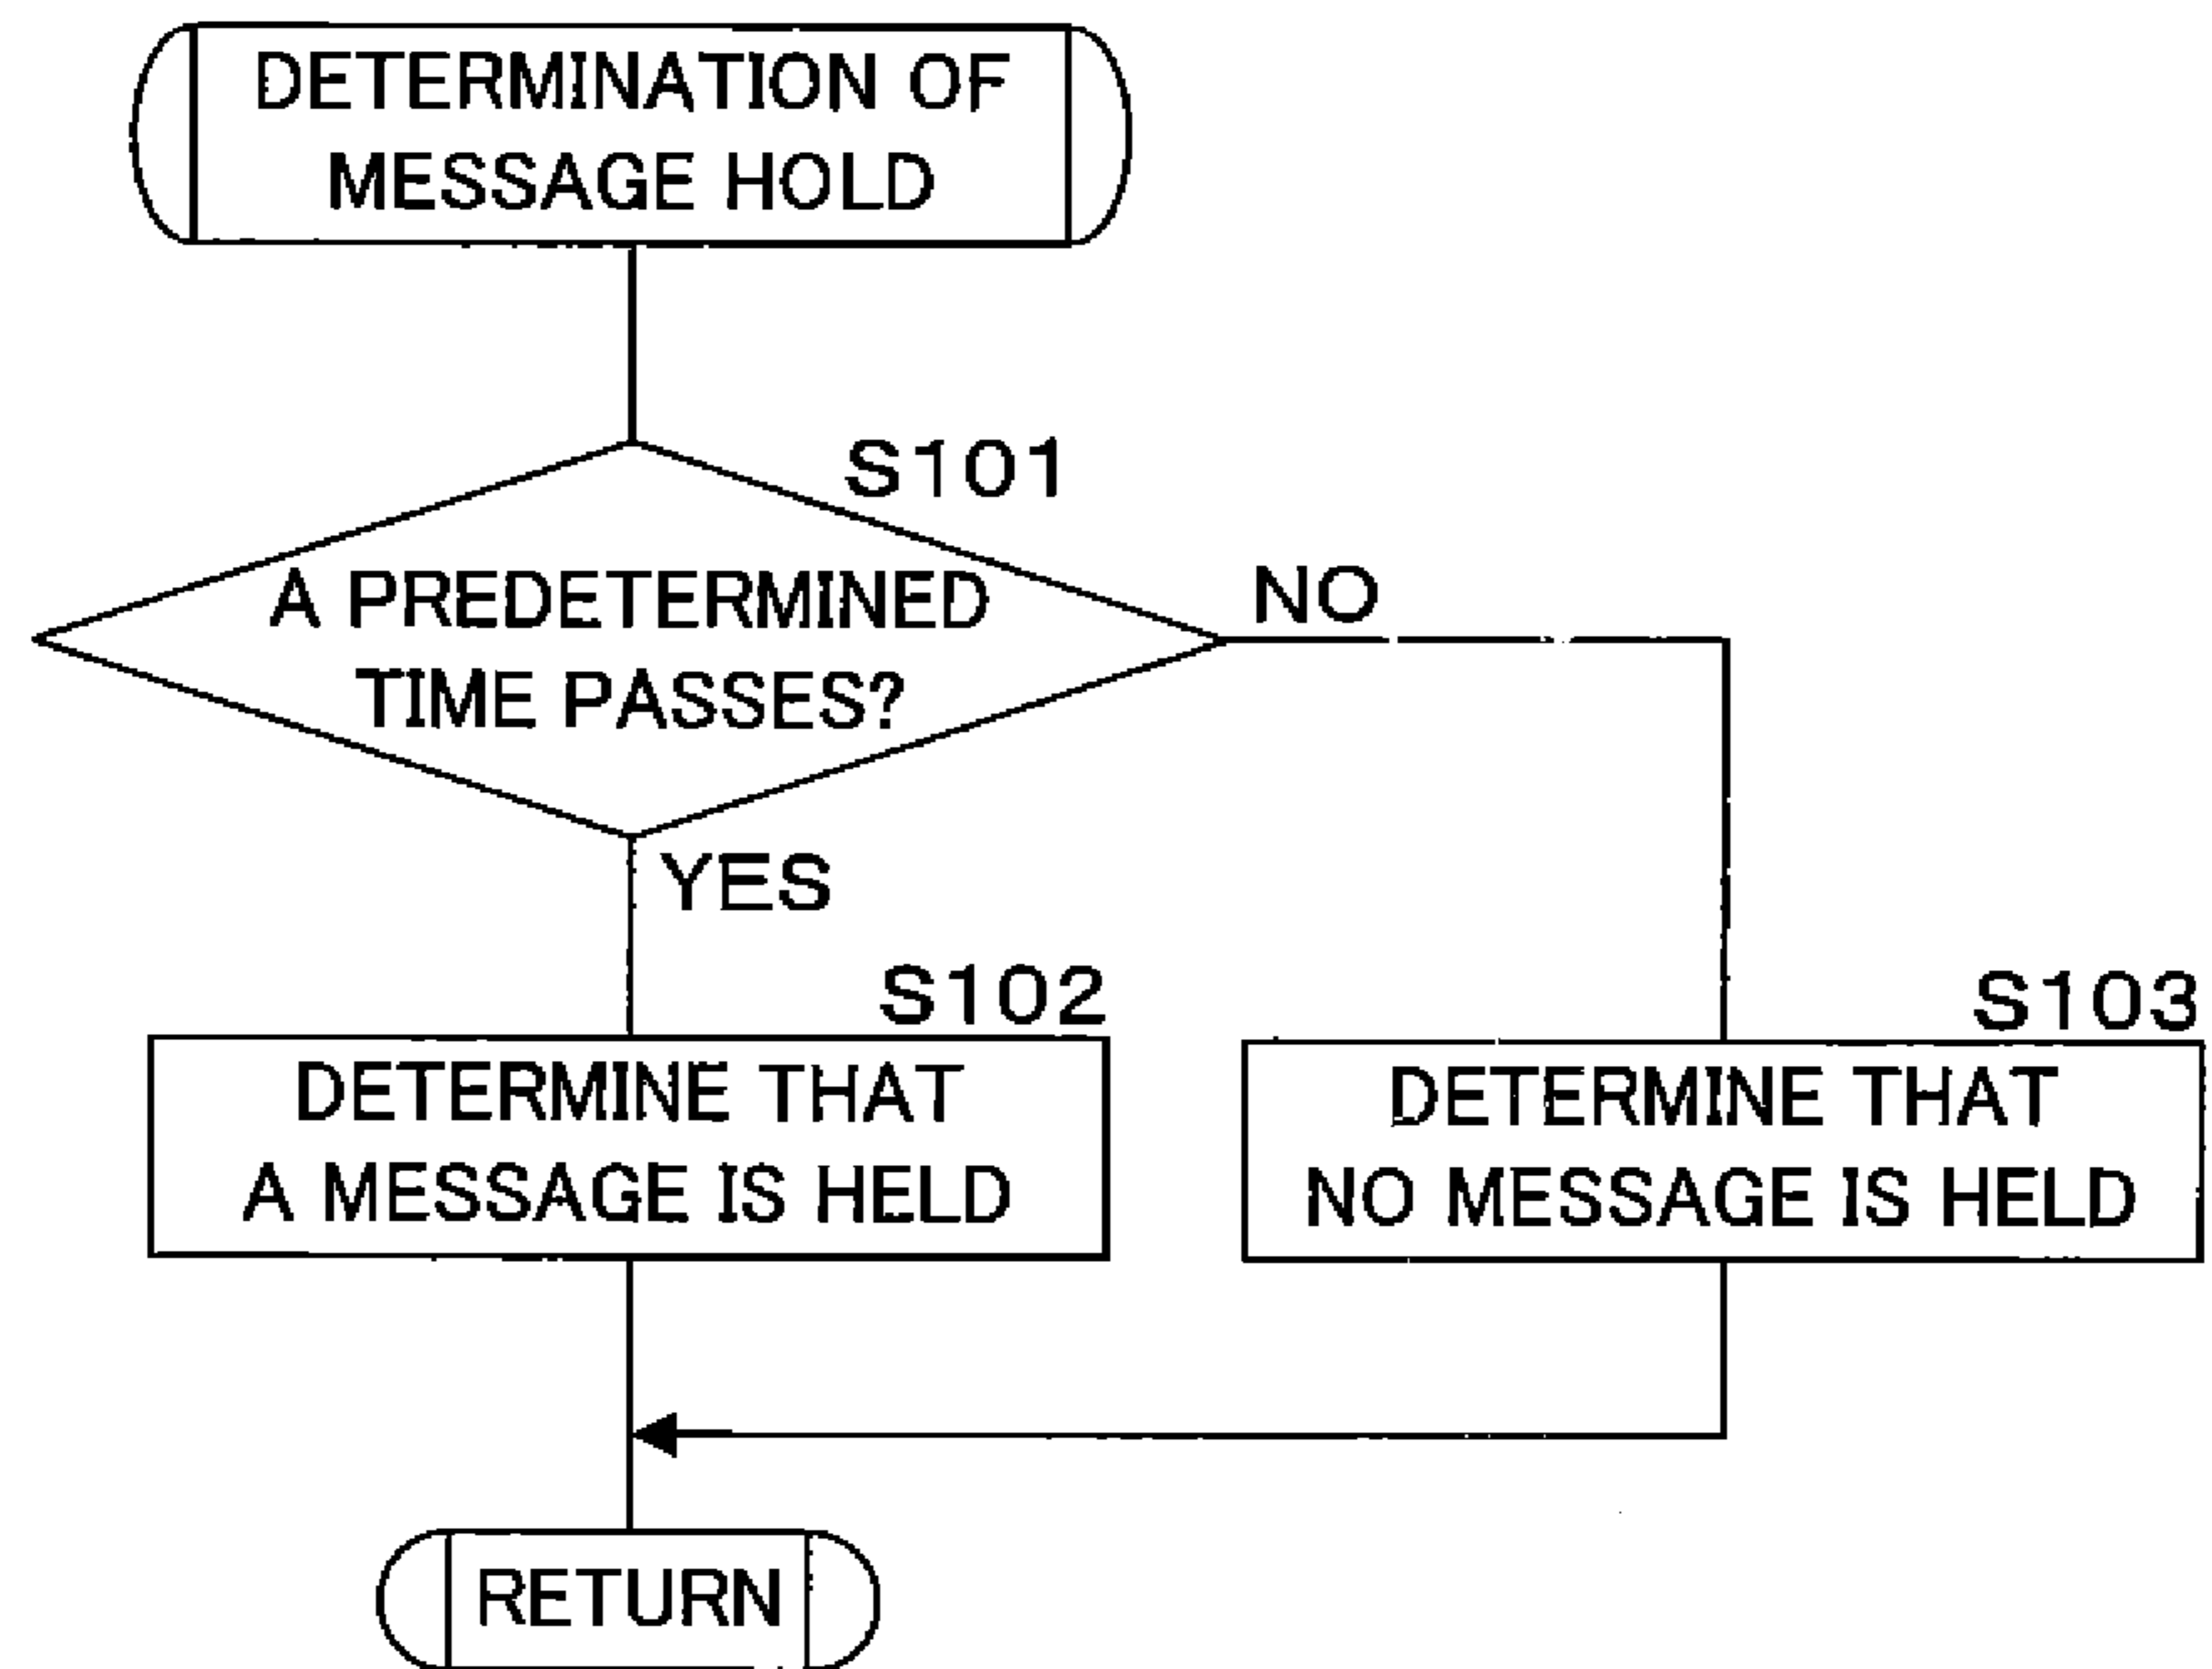 DETERMINATION OF
MESSAGE HOLD
S101
A PREDETERMINED
TIME PASSES?
NO
YES
S102
DETERMINE THAT
A MESSAGE IS HELD
S103
DETERMINE THAT
NO MESSAGE IS HELD
RETURN